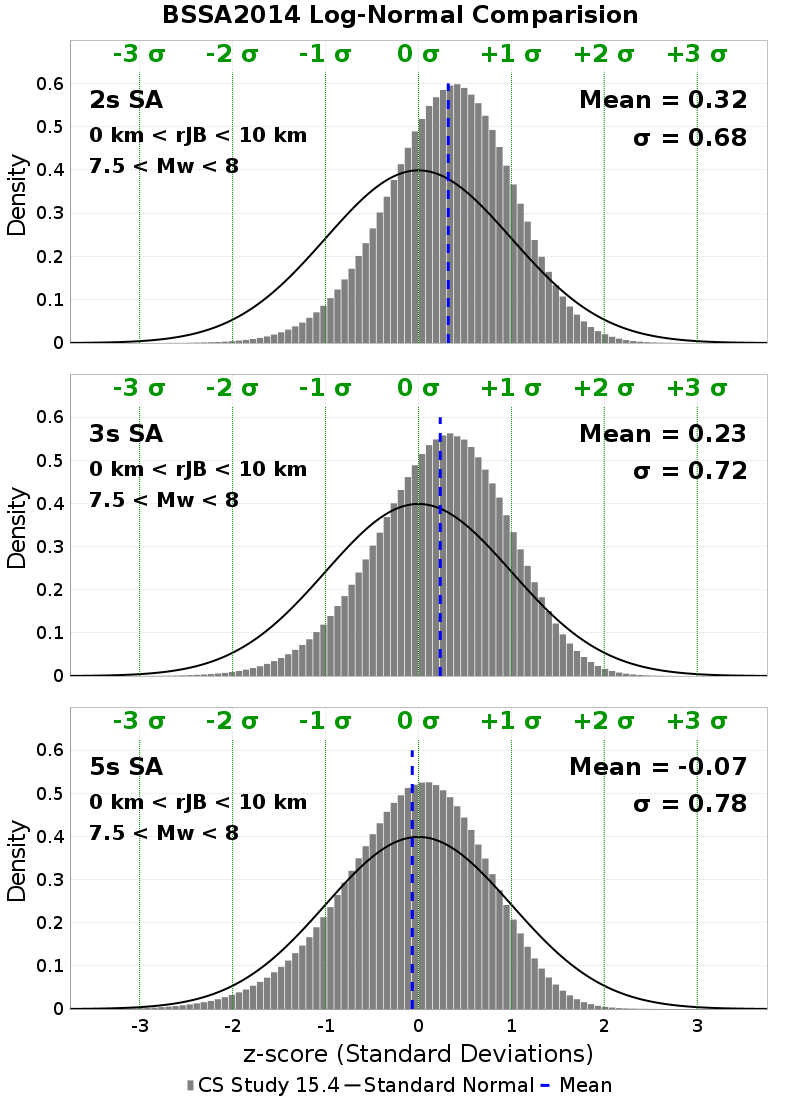 BSSA2014 Log-Normal Comparision
-3 σ -2 σ -1 σ 0 σ +1 σ +2 σ +3 σ
0.6
2s SA Mean = 0.32
0.5
0 km < rJB < 10 km σ = 0.68
7.5 < Mw < 8
0.4
Density
0.3
0.2
0.1
0
-3 σ -2 σ -1 σ 0 σ +1 σ +2 σ +3 σ
0.6
3s SA Mean = 0.23
0.5
0 km < rJB < 10 km σ = 0.72
7.5 < Mw < 8
0.4
Density
0.3
0.2
0.1
0
-3 σ -2 σ -1 σ 0 σ +1 σ +2 σ +3 σ
0.6
5s SA Mean = -0.07
0.5
0 km < rJB < 10 km σ = 0.78
7.5 < Mw < 8
0.4
Density
0.3
0.2
0.1
0
-3 -2 -1 0 1 2 3
z-score (Standard Deviations)
CS Study 15.4 Standard Normal Mean